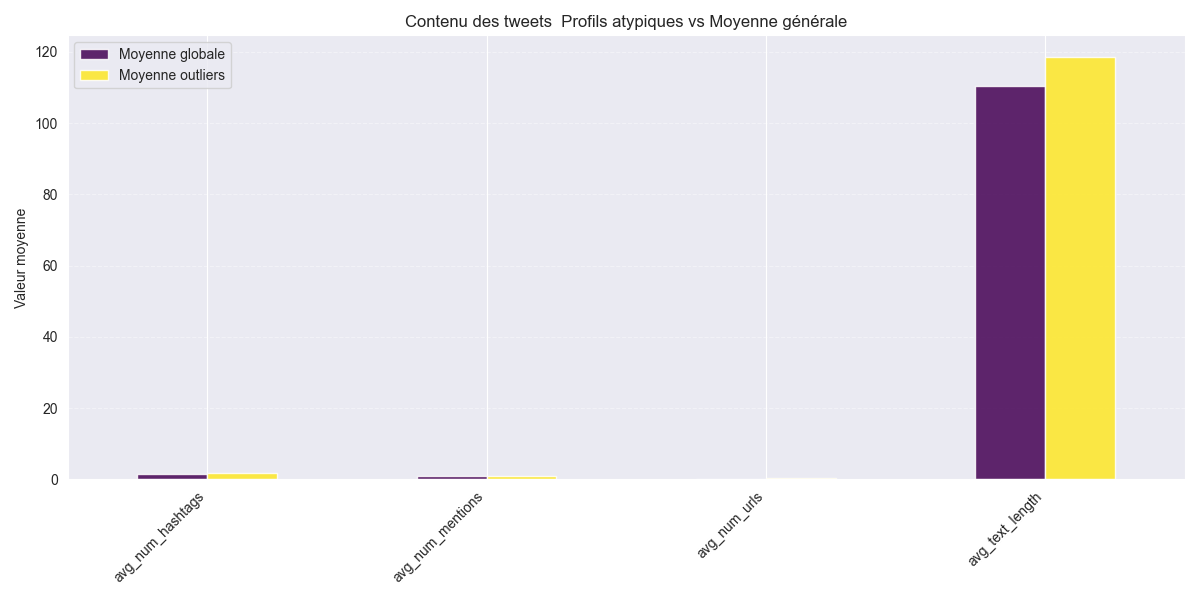 Contenu des tweets  Profils atypiques vs Moyenne générale
Moyenne globale
Moyenne outliers
Valeur moyenne
120
100
80
60
40
20
0
avg_num_hashtags
avg_num_mentions
avg_num_urls
avg_text_length